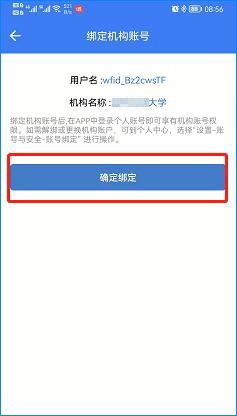 08:56
绑定机构账号
用户名:wfid_Bz2cwsTF
机构名称: 大学
绑定机构账号后,在APP中登录个人账号即可享有机构账号权
限。如需解绑或更换机构账户，可到个人中心，选择“设置-账
号与安全-账号绑定”进行操作。
确定绑定